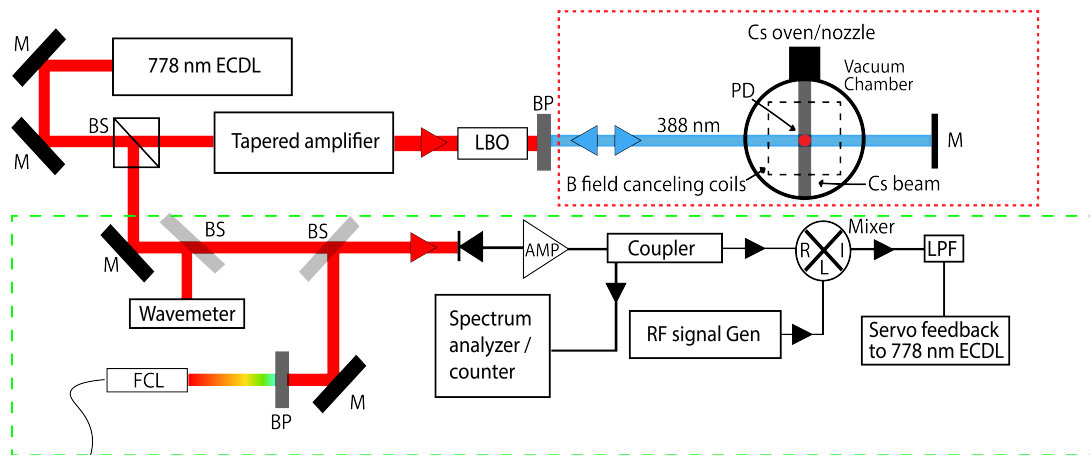 M
778 nm ECDL
M
BS
Tapered amplifier
LBO
BP
388 nm
Cs oven/nozzle
Vacuum
Chamber
PD
M
B field canceling coils
Cs beam
M
BS
BS
Wavemeter
FCL
BP
M
AMP
Coupler
R
I
L
Mixer
LPF
Spectrum
analyzer /
counter
RF signal Gen
Servo feedback
to 778 nm ECDL